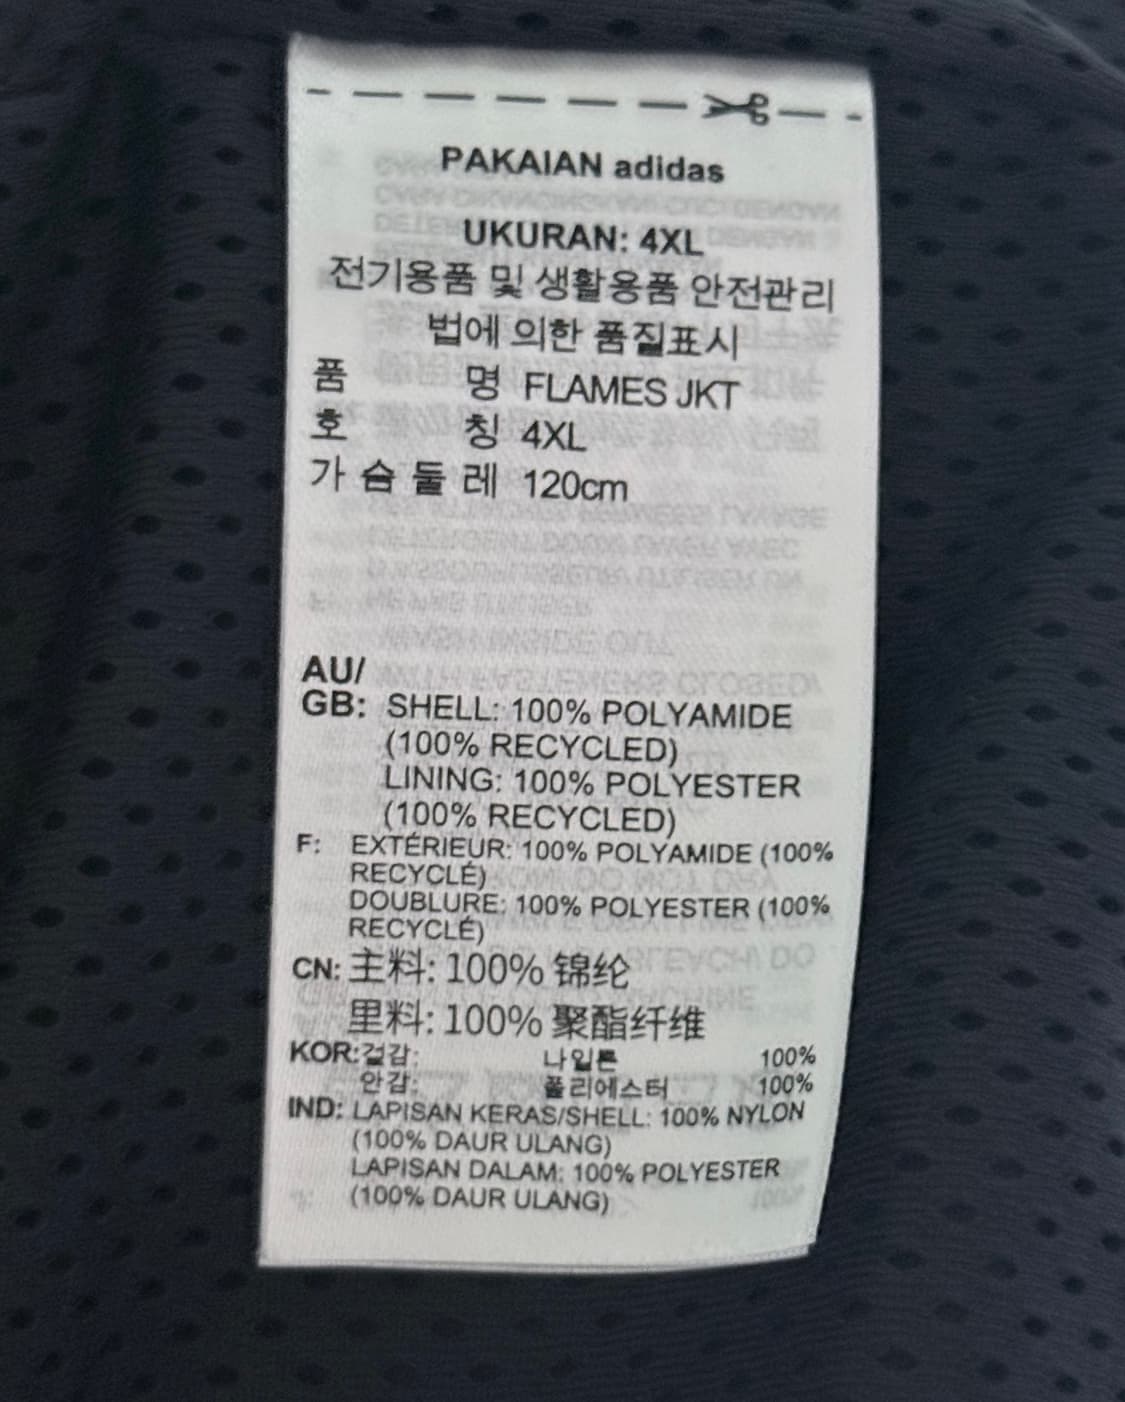 PAKAIAN adidas
UKURAN: 4XL
전기용품 및 생활용품 안전관리
법에 의한 품질표시
품 명 FLAMES JKT
호 칭 4XL
가 슴 둘 레 120cm
AU/
GB: SHELL: 100% POLYAMIDE
(100% RECYCLED)
LINING: 100% POLYESTER
(100% RECYCLED)
F: EXTÉRIEUR: 100% POLYAMIDE (100%
RECYCLÉ)
DOUBLURE: 100% POLYESTER (100%
RECYCLÉ)
CN: 主料: 100% 锦纶
里料: 100% 聚酯纤维
KOR:겉감: 나일론 100%
안감: 폴리에스터 100%
IND: LAPISAN KERAS/SHELL: 100% NYLON
(100% DAUR ULANG)
LAPISAN DALAM: 100% POLYESTER
(100% DAUR ULANG)